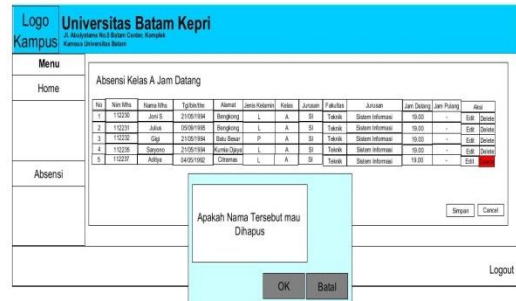 Logo
Kampus
Universitas Batam Kepri
Jl. Abulyatama No.5 Batam Center, Komplek
Kampus Universitas Batam
Menu
Home
Absensi
Absensi Kelas A Jam Datang
No Nim Mhs Nama Mhs Tgl/bln/thn Alamat Jenis Kelamin Kelas Jurusan Fakultas Jurusan Jam Datang Jam Pulang Aksi
1 112230 Joni S 21/05/1994 Bengkong L A SI Teknik Sistem Informasi 19.00 - Edit Delete
2 112231 Julius 05/09/1995 Bengkong L A SI Teknik Sistem Informasi 19.00 - Edit Delete
3 112232 Gigi 21/05/1994 Batu Besar P A SI Teknik Sistem Informasi 19.00 - Edit Delete
4 112235 Saryono 21/05/1994 Kurnia Djaya L A SI Teknik Sistem Informasi 19.00 - Edit Delete
5 112237 Aditya 04/05/1992 Citramas L A SI Teknik Sistem Informasi 19.00 - Edit
Simpan Cancel
Apakah Nama Tersebut mau
Dihapus
OK Batal
Logout